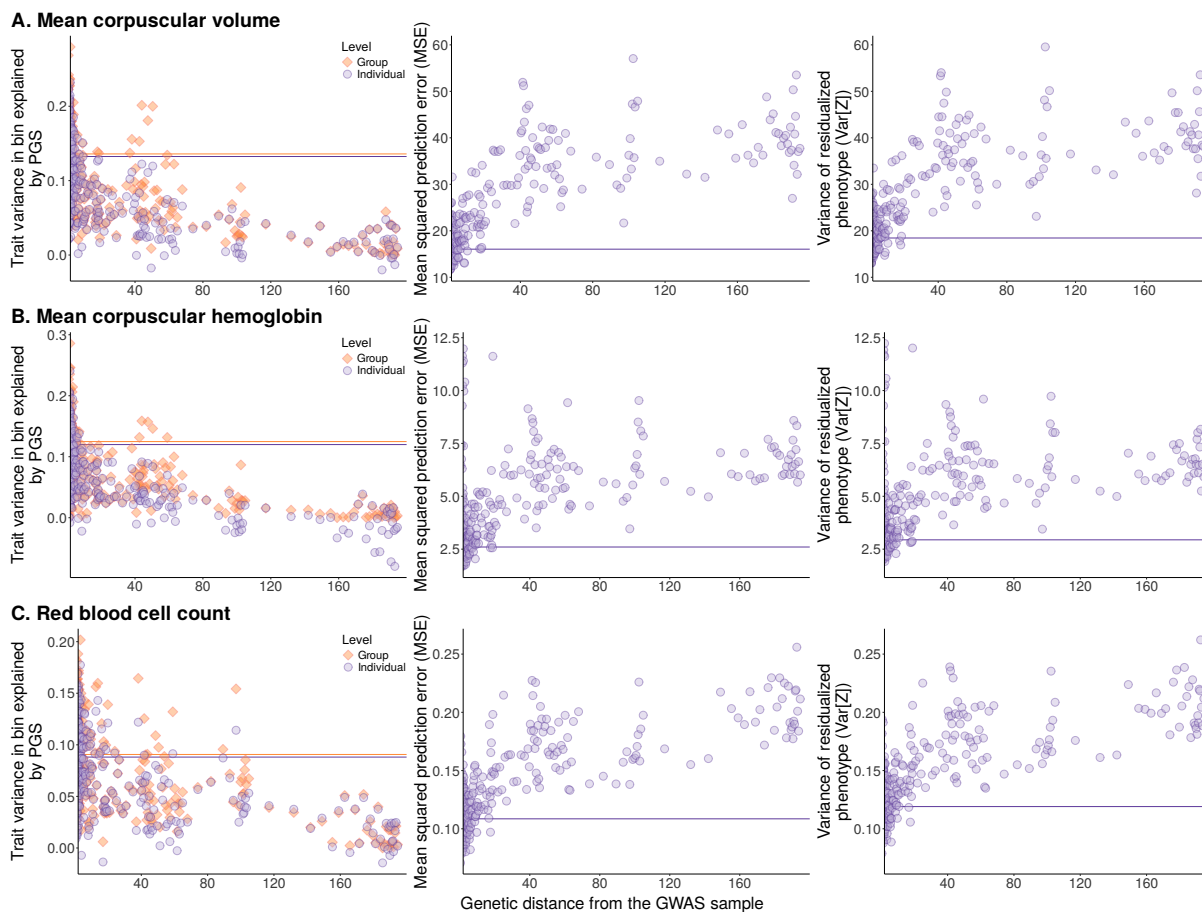 A. Mean corpuscular volume
Trait variance in bin explained
by PGS
0.2
0.1
0.0
40
80
120
160
Level
Group
Individual
Mean squared prediction error (MSE)
60
50
40
30
20
10
40
80
120
160
Variance of residualized
phenotype (Var[Z])
60
50
40
30
20
10
40
80
120
160
B. Mean corpuscular hemoglobin
Trait variance in bin explained
by PGS
0.3
0.2
0.1
0.0
40
80
120
160
Level
Group
Individual
Mean squared prediction error (MSE)
12.5
10.0
7.5
5.0
2.5
40
80
120
160
Variance of residualized
phenotype (Var[Z])
12.5
10.0
7.5
5.0
2.5
40
80
120
160
C. Red blood cell count
Trait variance in bin explained
by PGS
0.20
0.15
0.10
0.05
0.00
40
80
120
160
Level
Group
Individual
Mean squared prediction error (MSE)
0.25
0.20
0.15
0.10
40
80
120
160
Variance of residualized
phenotype (Var[Z])
0.25
0.20
0.15
0.10
40
80
120
160
Genetic distance from the GWAS sample